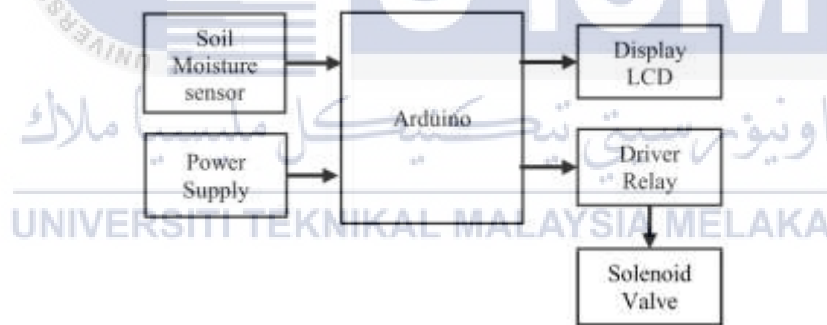 Soil
Moisture
sensor
Power
Supply
Arduino
Display
LCD
Driver
Relay
Solenoid
Valve
UNIVERSITI TEKNIKAL MALAYSIA MELAKA